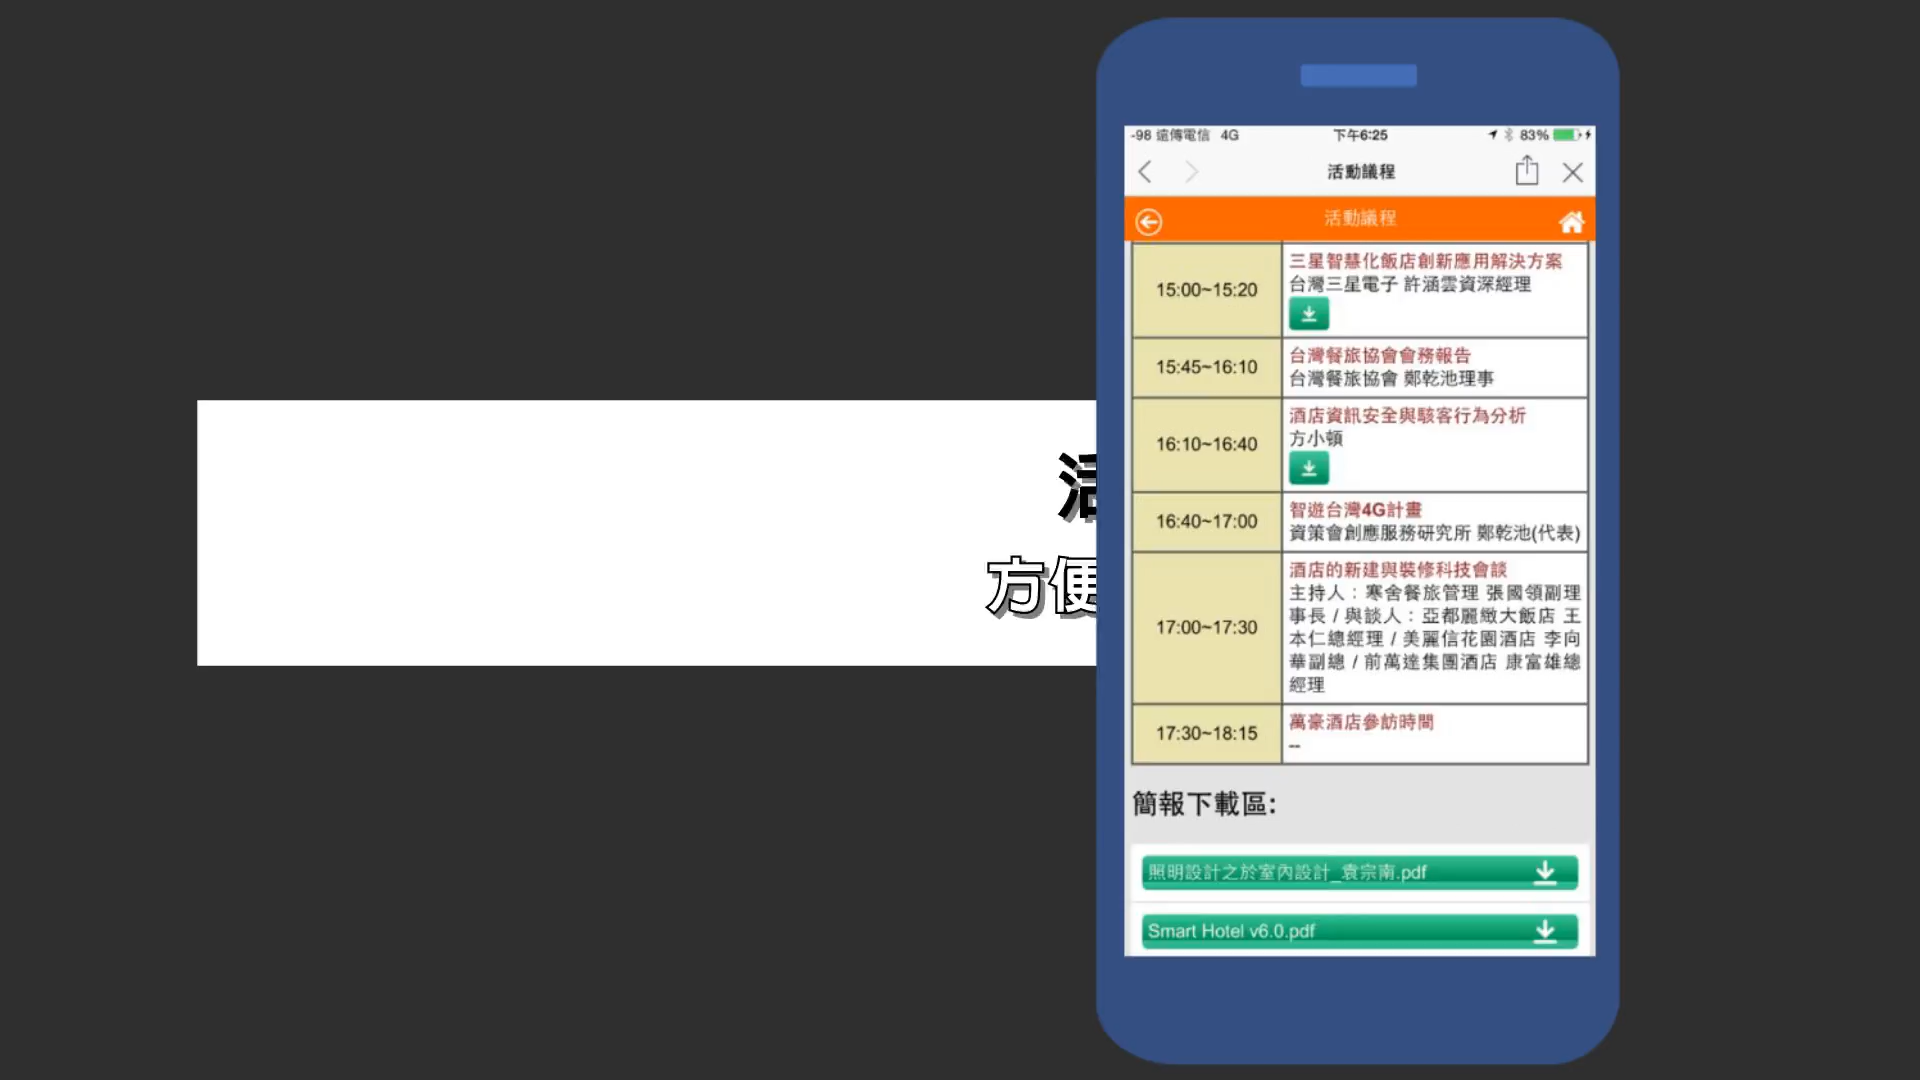 活
方便
-98 遠傳電信 4G 下午6:25 83%
活動議程
活動議程
15:00~15:20
三星智慧化飯店創新應用解決方案
台灣三星電子 許涵雲資深經理
15:45~16:10
台灣餐旅協會會務報告
台灣餐旅協會 鄭乾池理事
16:10~16:40
酒店資訊安全與駭客行為分析
方小頓
16:40~17:00
智遊台灣4G計畫
資策會創應服務研究所 鄭乾池(代表)
17:00~17:30
酒店的新建與裝修科技會談
主持人：寒舍餐旅管理 張國領副理
事長 / 與談人：亞都麗緻大飯店 王
本仁總經理 / 美麗信花園酒店 李向
華副總 / 前萬達集團酒店 康富雄總
經理
17:30~18:15
萬豪酒店參訪時間
--
簡報下載區:
照明設計之於室內設計_袁宗南.pdf
Smart Hotel v6.0.pdf